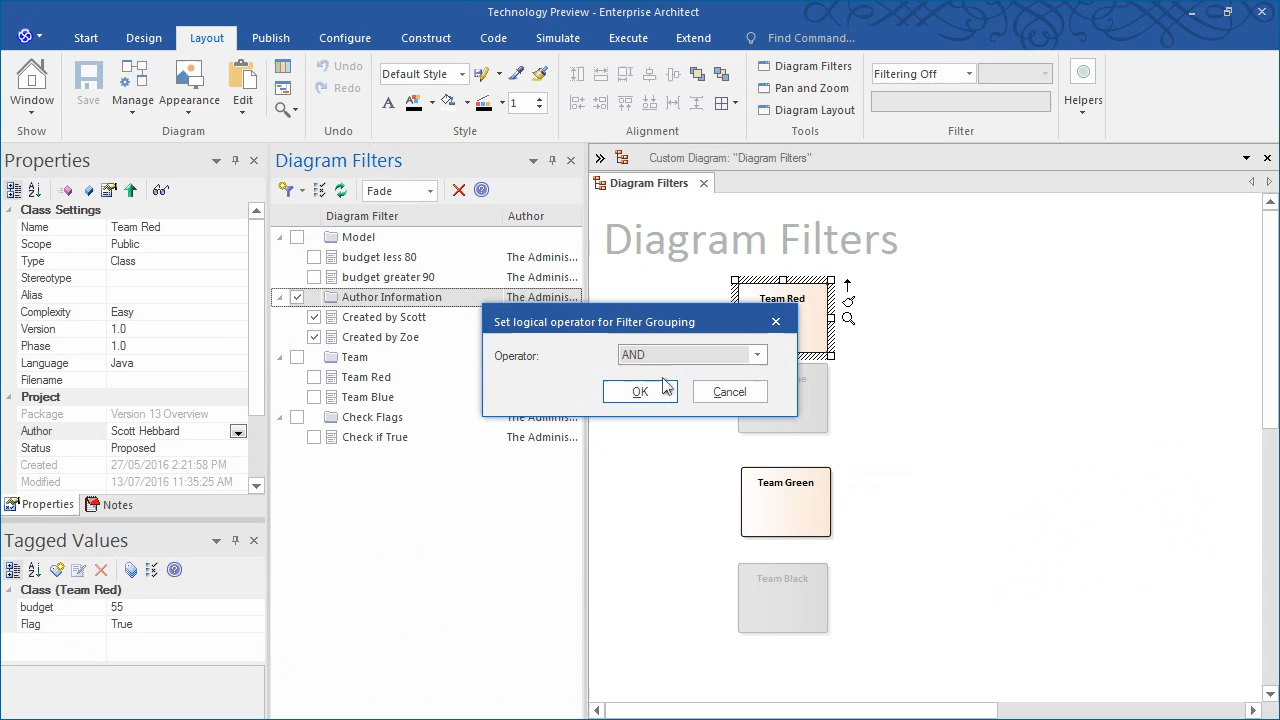 Technology Preview - Enterprise Architect
Start Design Layout Publish Configure Construct Code Simulate Execute Extend Find Command...
Window
Show
Save Manage Appearance Edit
Diagram
Undo
Redo
Undo
Default Style
1
Style
Alignment
Diagram Filters
Pan and Zoom
Diagram Layout
Tools
Filtering Off
Filter
Helpers
Properties
Class Settings
Name Team Red
Scope Public
Type Class
Stereotype
Alias
Complexity Easy
Version 1.0
Phase 1.0
Language Java
Filename
Project
Package Version 13 Overview
Author Scott Hebbard
Status Proposed
Created 27/05/2016 2:21:58 PM
Modified 13/07/2016 11:35:25 AM
Properties Notes
Tagged Values
Class (Team Red)
budget 55
Flag True
Diagram Filters
Fade
Diagram Filter Author
Model
budget less 80 The Adminis...
budget greater 90 The Adminis...
Author Information The Adminis...
Created by Scott
Created by Zoe
Team
Team Red
Team Blue
Check Flags The Adminis...
Check if True The Adminis...
Set logical operator for Filter Grouping
Operator: AND
OK Cancel
Custom Diagram: "Diagram Filters"
Diagram Filters
Diagram Filters
Team Red
Team Green
Team Black